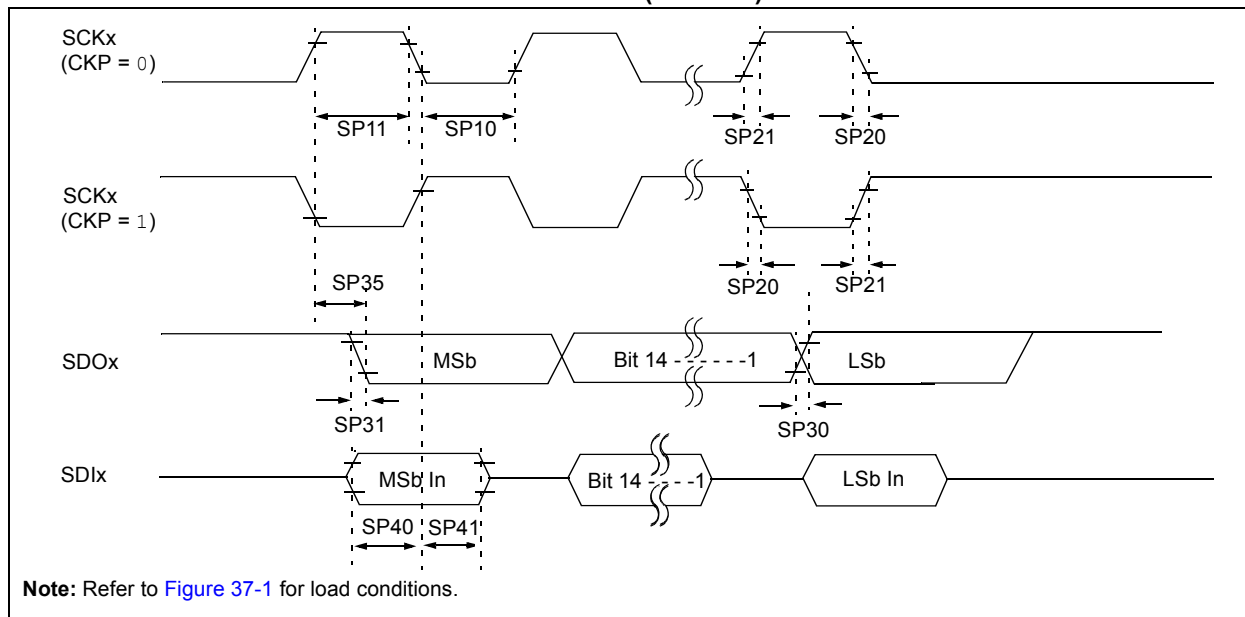 SCKx
(CKP = 0)
SP11
SP10
SP21
SP20
SCKx
(CKP = 1)
SP35
SP20
SP21
SDOx
MSb
Bit 14 - - - - - -1
LSb
SP31
SP30
SDIx
MSb In
Bit 14 - - - - -1
LSb In
SP40
SP41
Note: Refer to Figure 37-1 for load conditions.